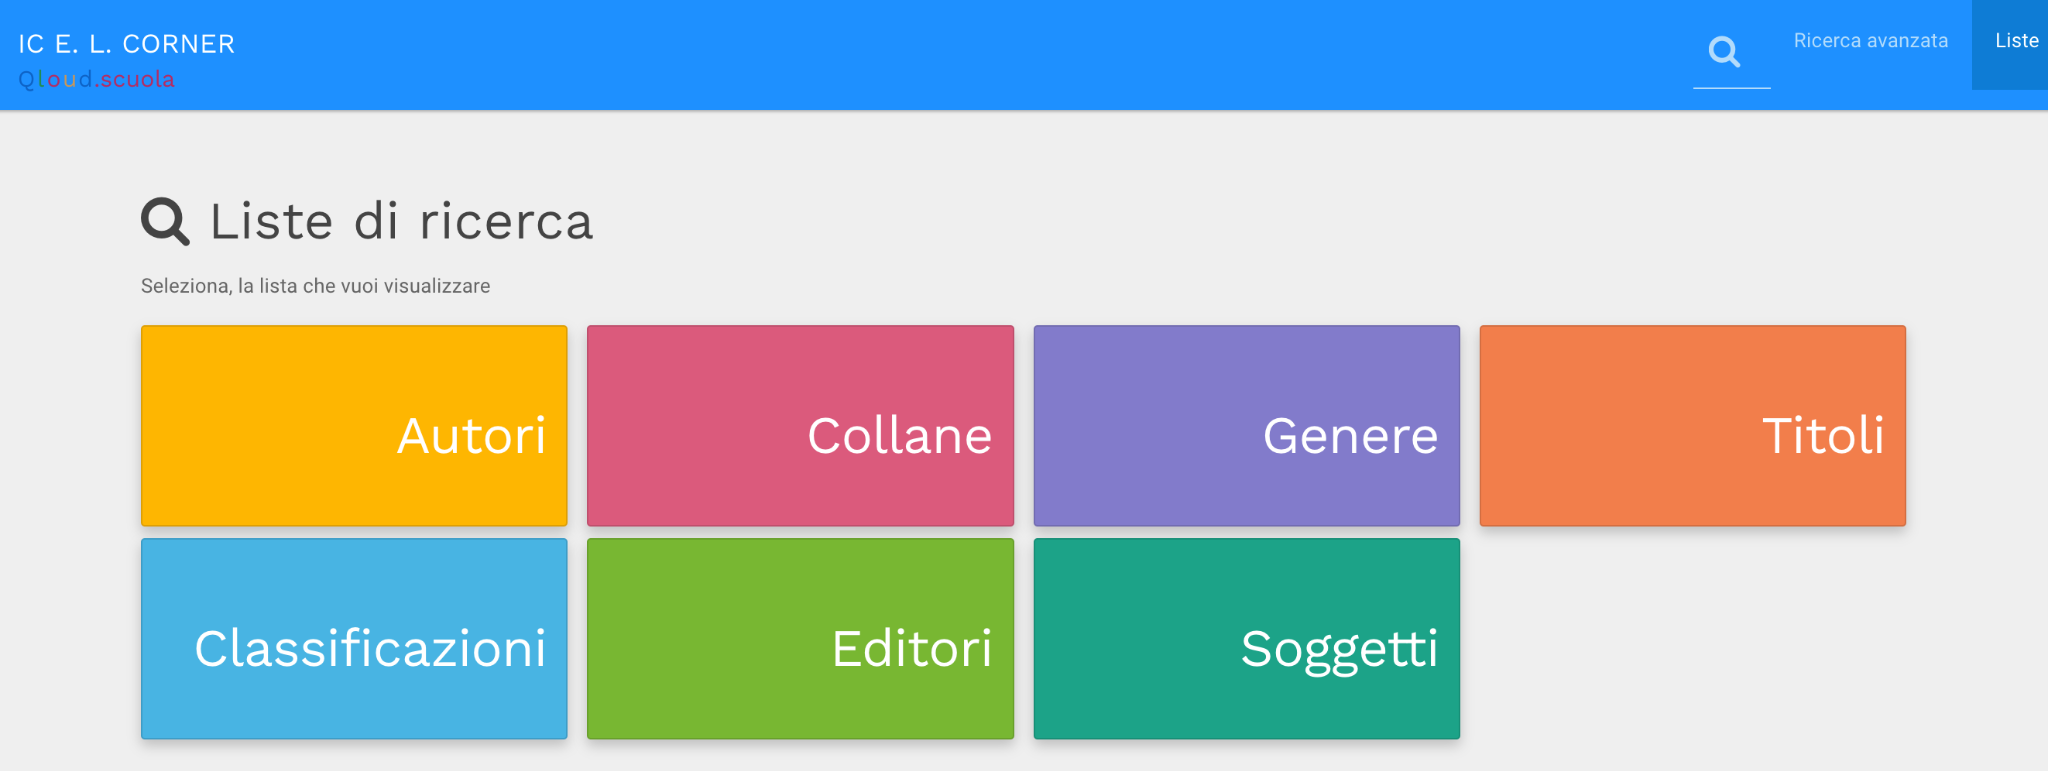 IC E. L. CORNER
Qloud.scuola
Ricerca avanzata
Liste
Liste di ricerca
Seleziona, la lista che vuoi visualizzare
Autori
Collane
Genere
Titoli
Classificazioni
Editori
Soggetti